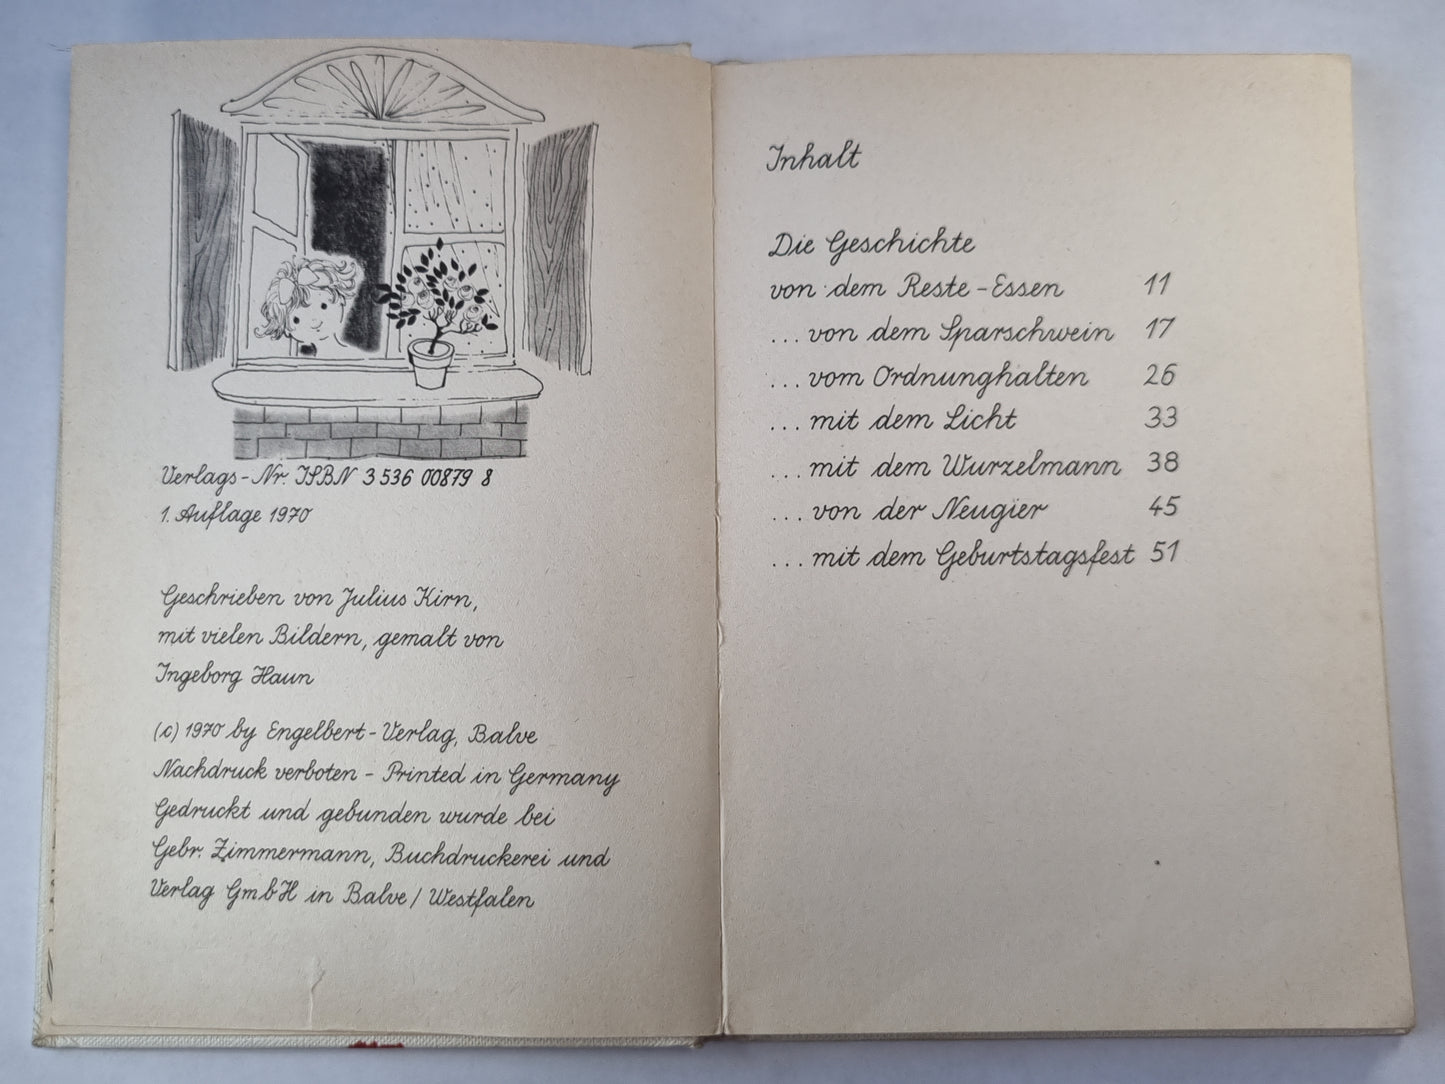 Verlags-Nr. ISBN 3 536 00879 8
1. Auflage 1970
Geschrieben von Julius Kirn,
mit vielen Bildern, gemalt von
Ingeborg Haun
(c) 1970 by Engelbert-Verlag, Balve
Nachdruck verboten - Printed in Germany
Gedruckt und gebunden wurde bei
Gebr. Zimmermann, Buchdruckerei und
Verlag GmbH in Balve / Westfalen
Inhalt
Die Geschichte
von dem Reste-Essen 11
... von dem Sparschwein 17
... vom Ordnunghalten 26
... mit dem Licht 33
... mit dem Wurzelmann 38
... von der Neugier 45
... mit dem Geburtstagsfest 51